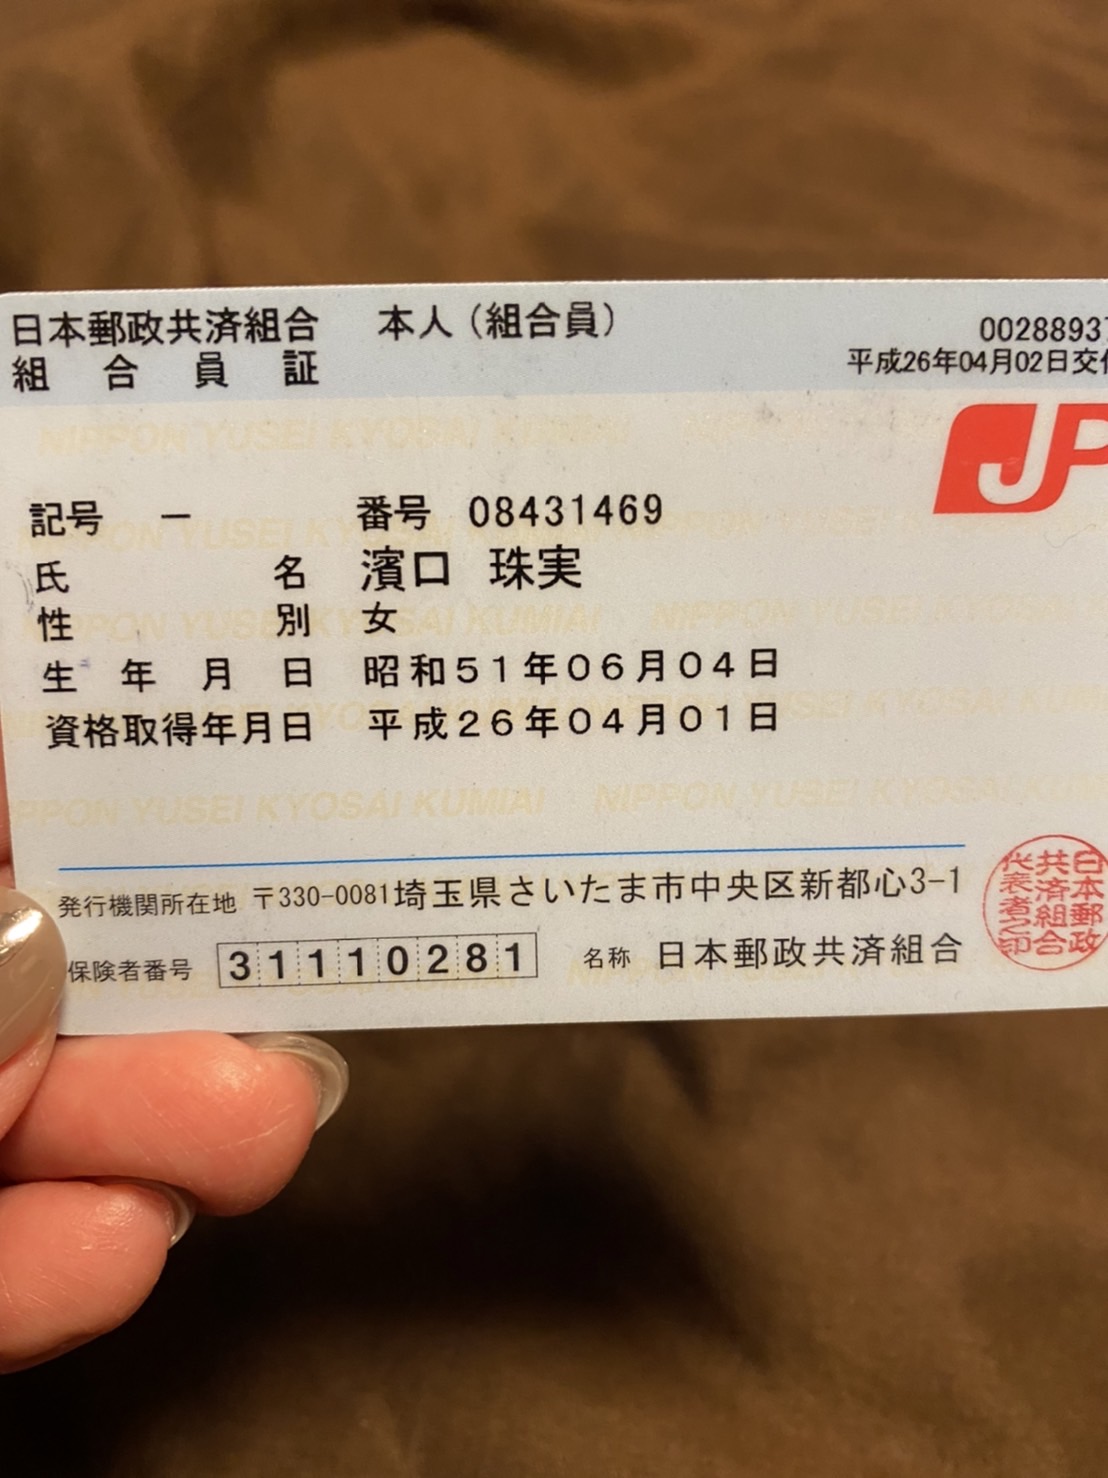 日本郵政共済組合 本人（組合員）
組合員証
0028893
平成26年04月02日交付
JP
記号 － 番号 08431469
氏名 濱口 珠実
性別 女
生年月日 昭和51年06月04日
資格取得年月日 平成26年04月01日
NIPPON YUSEI KYOSAI KUMIAI
発行機関所在地 〒330-0081埼玉県さいたま市中央区新都心3-1
保険者番号 31110281 名称 日本郵政共済組合
日本郵政
共済組合
代表者之印